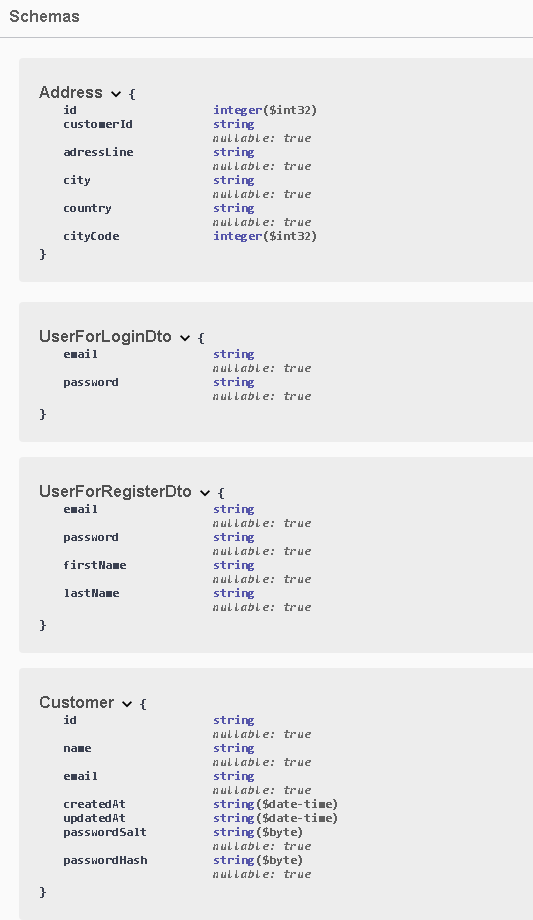 Schemas
Address {
id integer($int32)
customerId string
nullable: true
adressLine string
nullable: true
city string
nullable: true
country string
nullable: true
cityCode integer($int32)
}
UserForLoginDto {
email string
nullable: true
password string
nullable: true
}
UserForRegisterDto {
email string
nullable: true
password string
nullable: true
firstName string
nullable: true
lastName string
nullable: true
}
Customer {
id string
nullable: true
name string
nullable: true
email string
nullable: true
createdAt string($date-time)
updatedAt string($date-time)
passwordSalt string($byte)
nullable: true
passwordHash string($byte)
nullable: true
}